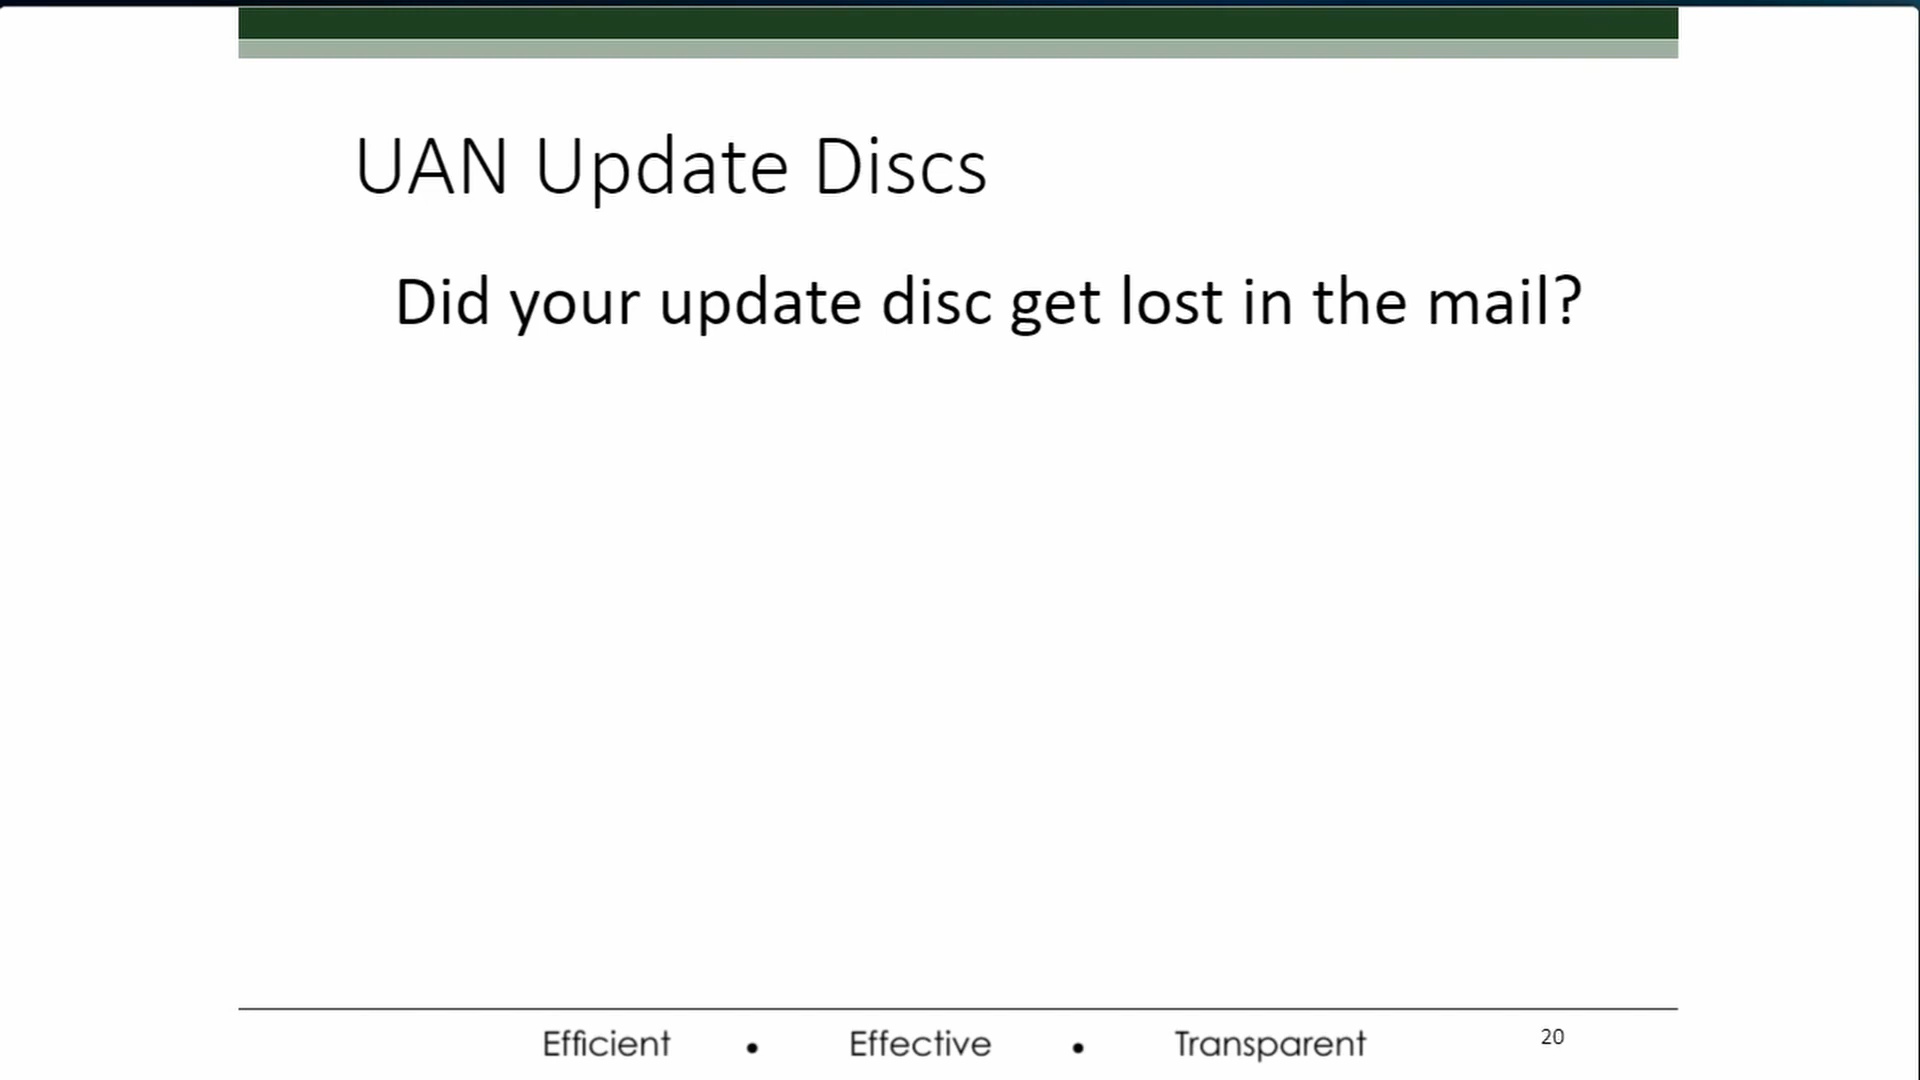 UAN Update Discs
Did your update disc get lost in the mail?
Efficient • Effective • Transparent 20